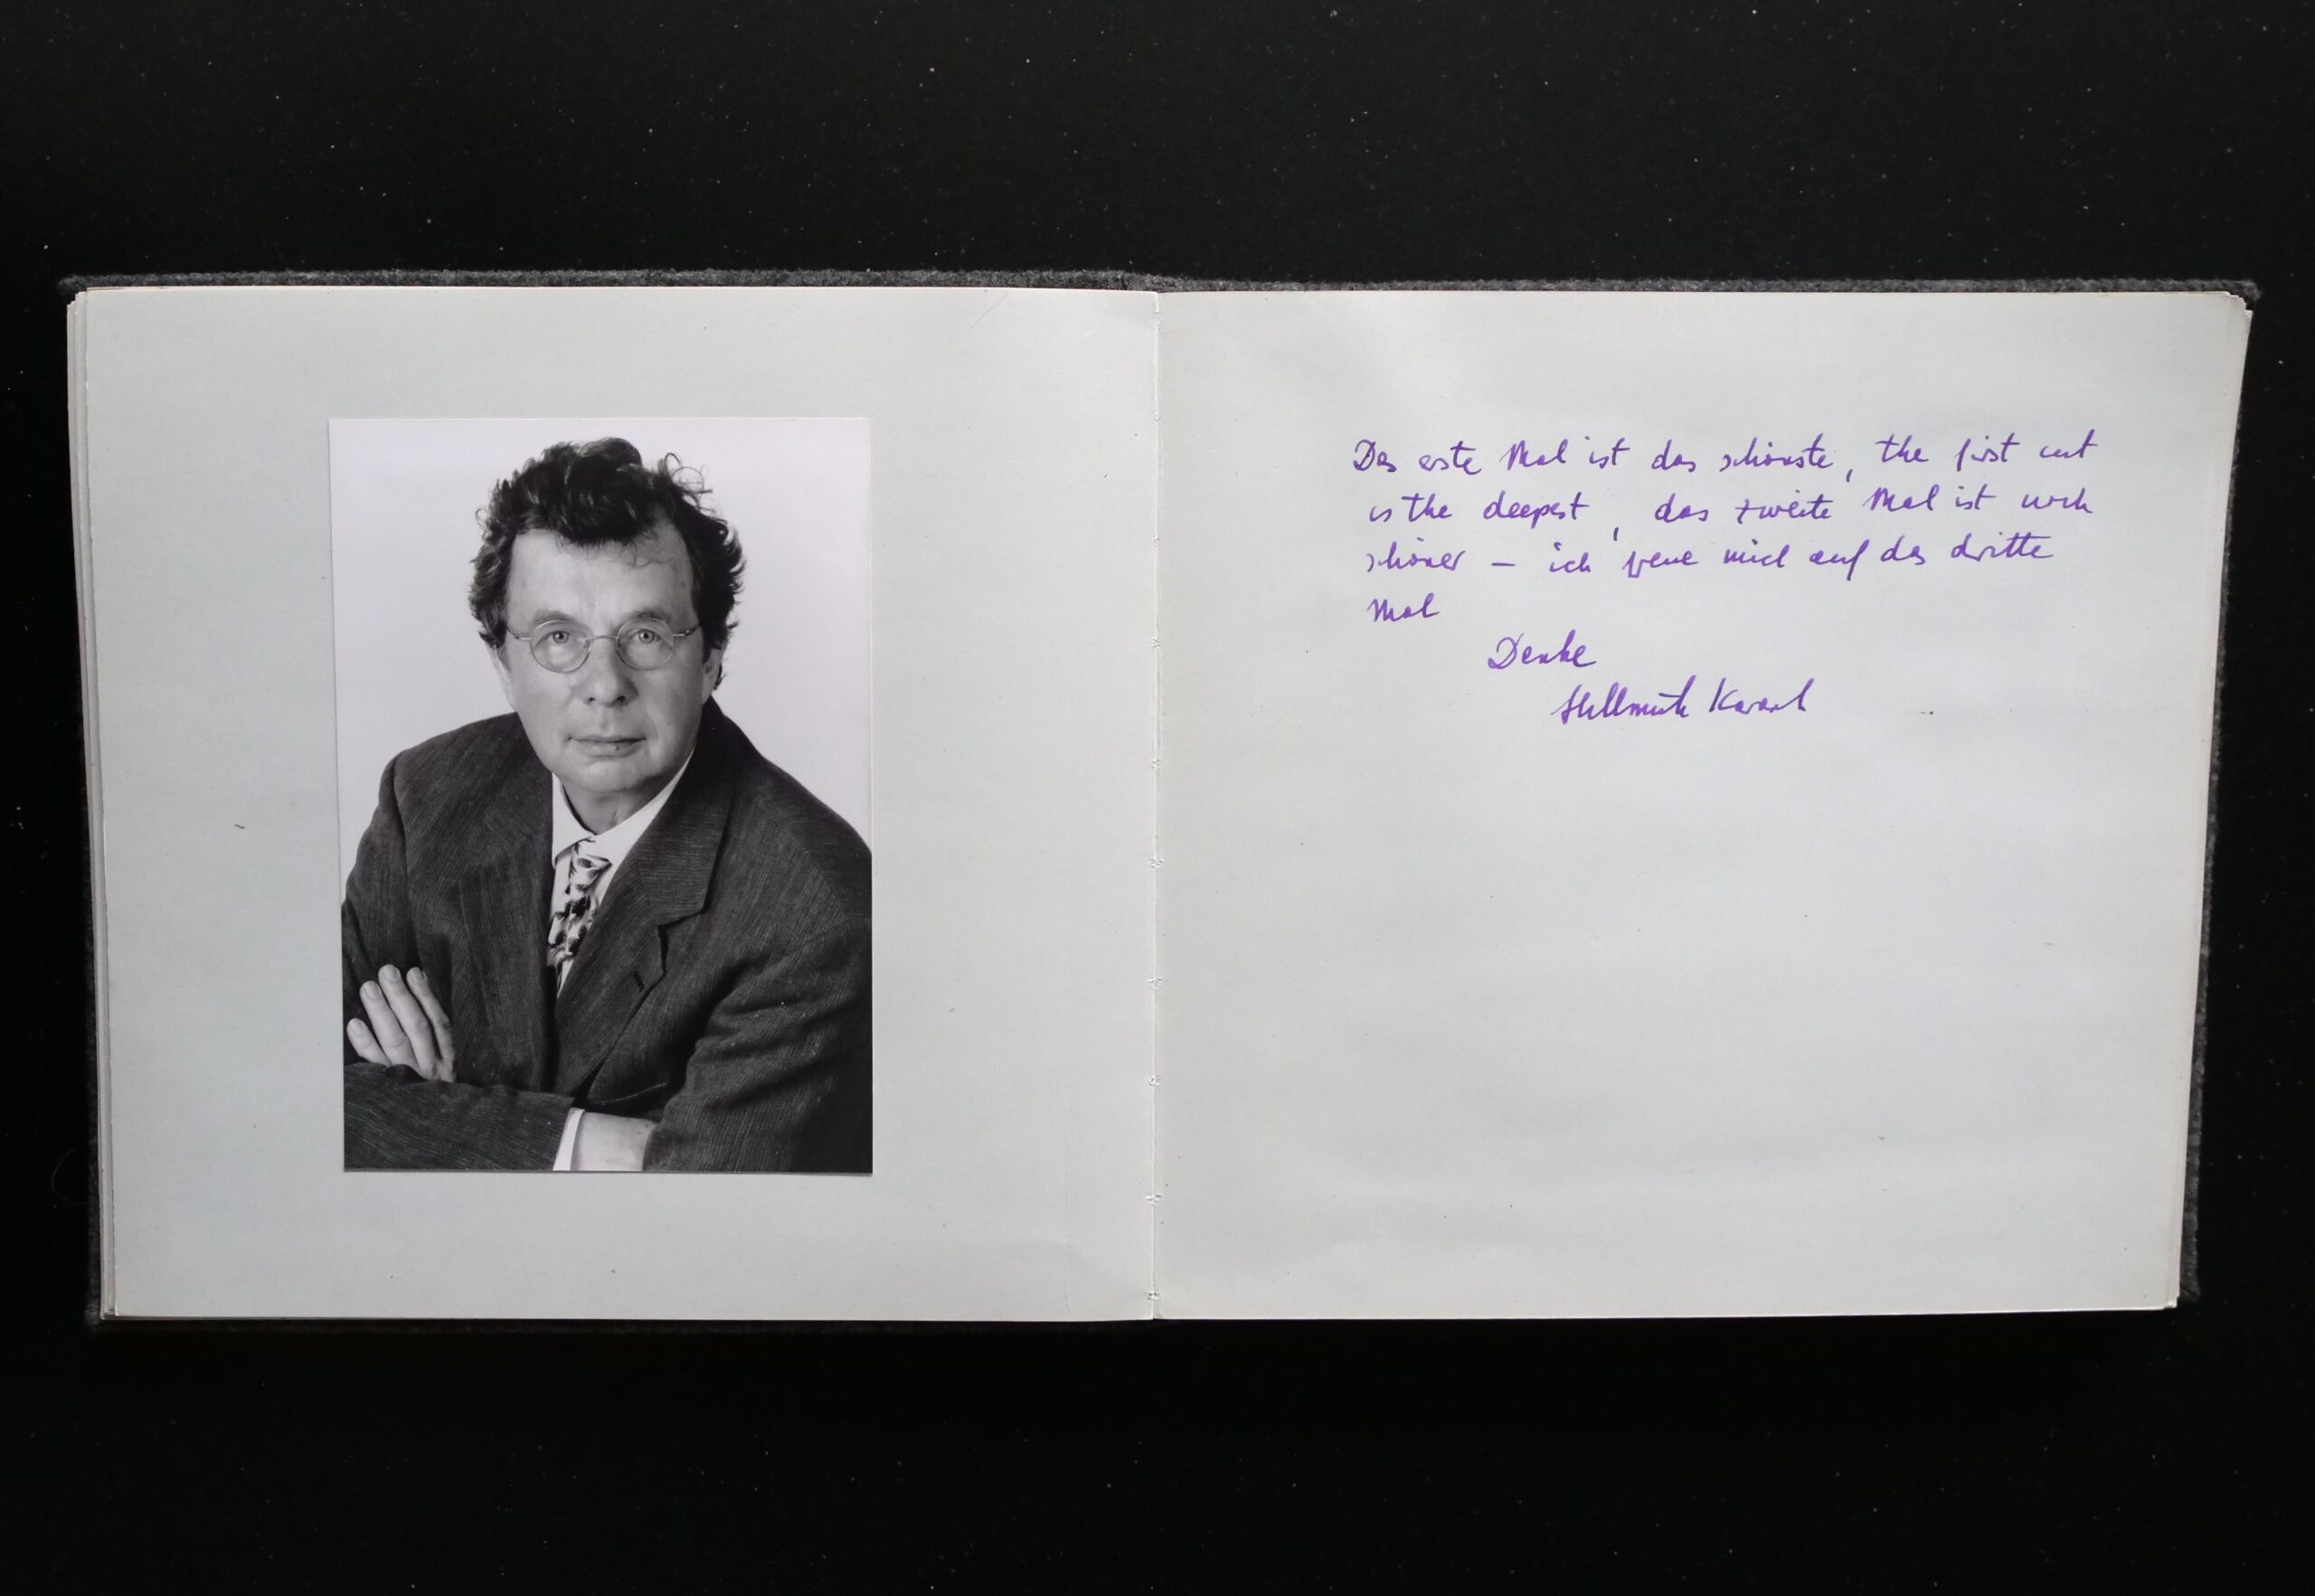 Das erste Mal ist das schönste, the first cut
is the deepest, das zweite Mal ist noch
schöner – ich freue mich auf das dritte
Mal
Danke
Hellmuth Karasek